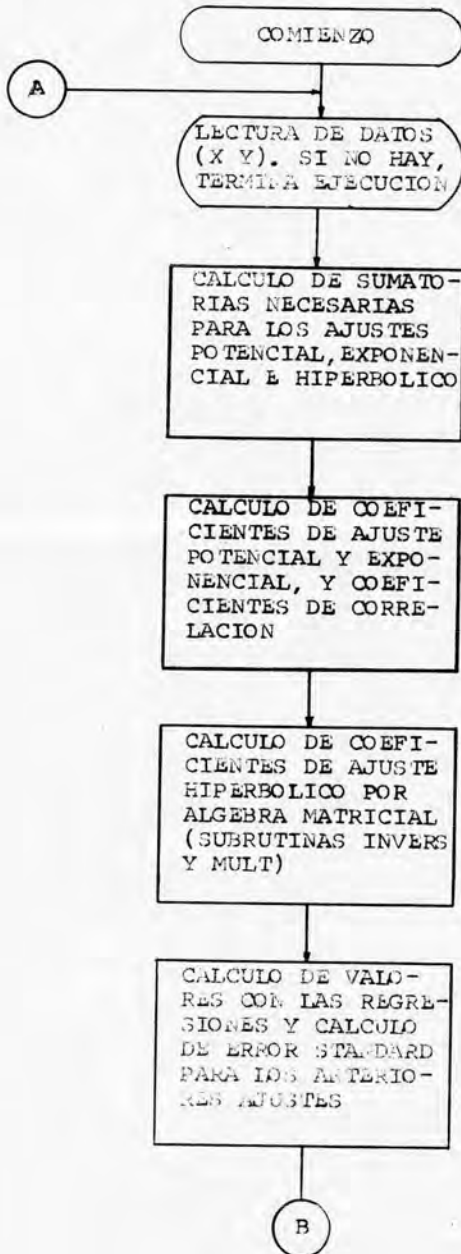 COMIENZO
A
LECTURA DE DATOS
(X Y). SI NO HAY,
TERMINA EJECUCION
CALCULO DE SUMATO-
RIAS NECESARIAS
PARA LOS AJUSTES
POTENCIAL, EXPONEN-
CIAL E HIPERBOLICO
CALCULO DE COEFI-
CIENTES DE AJUSTE
POTENCIAL Y EXPO-
NENCIAL, Y COEFI-
CIENTES DE CORRE-
LACION
CALCULO DE COEFI-
CIENTES DE AJUSTE
HIPERBOLICO POR
ALGEBRA MATRICIAL
(SUBRUTINAS INVERS
Y MULT)
CALCULO DE VALO-
RES CON LAS REGRE-
SIONES Y CALCULO
DE ERROR STANDARD
PARA LOS ANTERIO-
RES AJUSTES
B